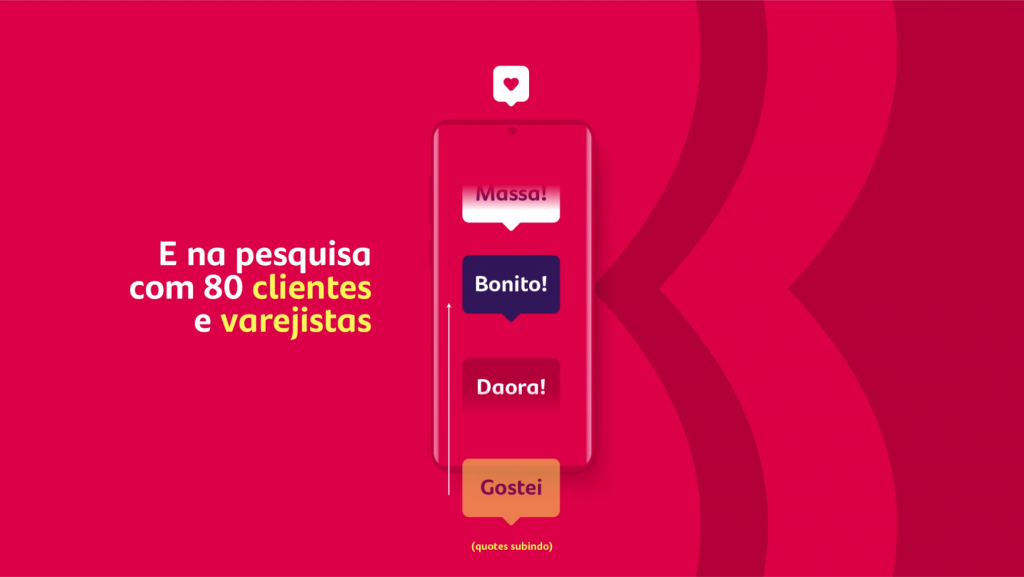 E na pesquisa
com 80 clientes
e varejistas
Massa!
Bonito!
Daora!
Gostei
(quotes subindo)